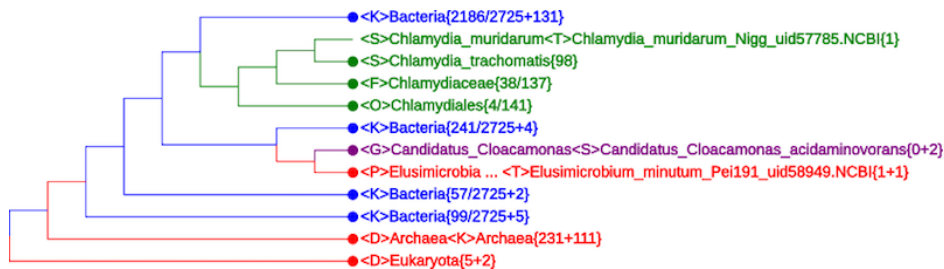 <K>Bacteria{2186/2725+131}
<S>Chlamydia_muridarum<T>Chlamydia_muridarum_Nigg_uid57785.NCBI{1}
<S>Chlamydia_trachomatis{98}
<F>Chlamydiaceae{38/137}
<O>Chlamydiales{4/141}
<K>Bacteria{241/2725+4}
<G>Candidatus_Cloacamonas<S>Candidatus_Cloacamonas_acidaminovorans{0+2}
<P>Elusimicrobia ... <T>Elusimicrobium_minutum_Pei191_uid58949.NCBI{1+1}
<K>Bacteria{57/2725+2}
<K>Bacteria{99/2725+5}
<D>Archaea<K>Archaea{231+111}
<D>Eukaryota{5+2}